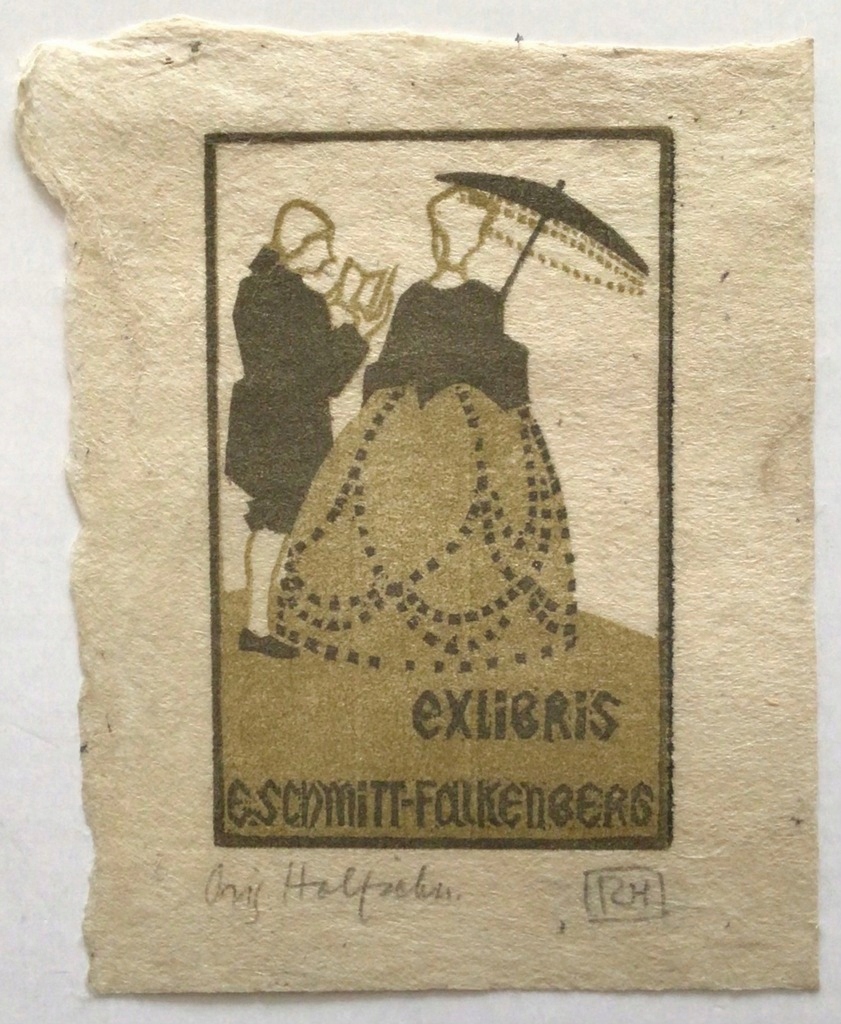 EXLIBRIS
E.SCHMITT-FALKENBERG
Orig Holzschn.
RH